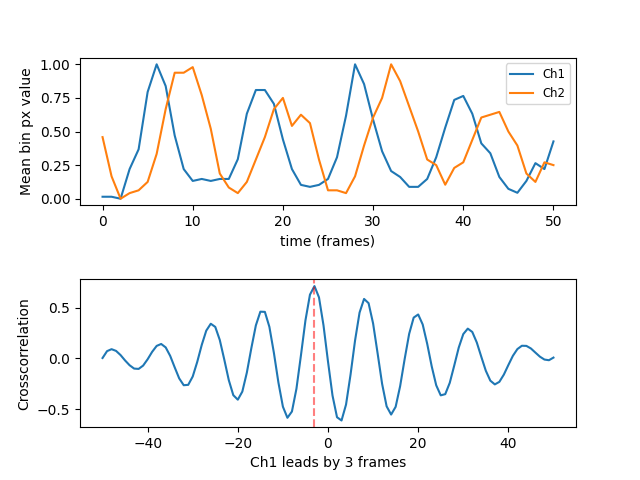 1.00
0.75
0.50
0.25
0.00
Mean bin px value
Ch1
Ch2
0 10 20 30 40 50
time (frames)
0.5
0.0
−0.5
Crosscorrelation
−40 −20 0 20 40
Ch1 leads by 3 frames